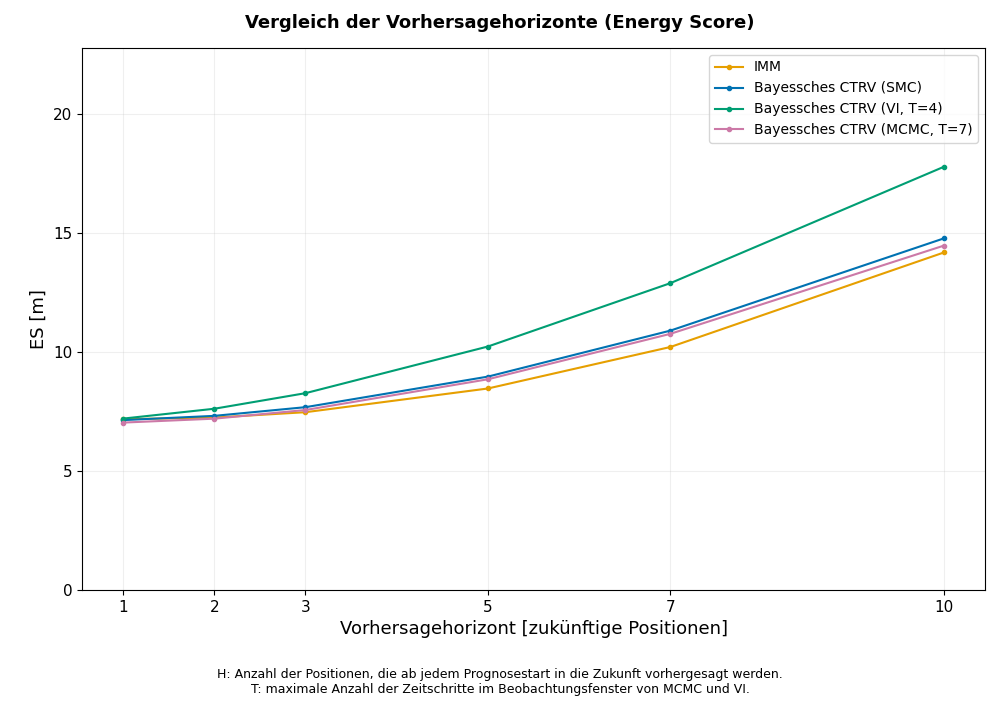 Vergleich der Vorhersagehorizonte (Energy Score)
IMM
Bayessches CTRV (SMC)
Bayessches CTRV (VI, T=4)
Bayessches CTRV (MCMC, T=7)
20
15
10
5
0
ES [m]
1 2 3 5 7 10
Vorhersagehorizont [zukünftige Positionen]
H: Anzahl der Positionen, die ab jedem Prognosestart in die Zukunft vorhergesagt werden.
T: maximale Anzahl der Zeitschritte im Beobachtungsfenster von MCMC und VI.